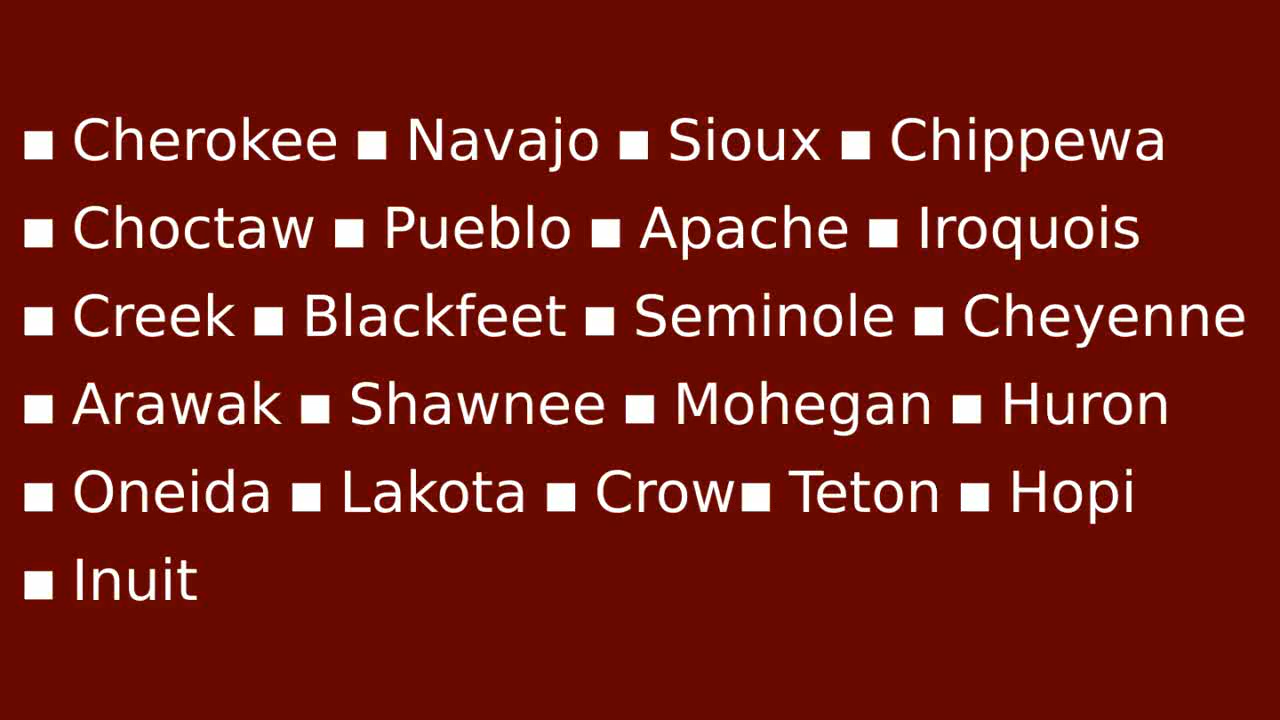 ▪ Cherokee ▪ Navajo ▪ Sioux ▪ Chippewa
▪ Choctaw ▪ Pueblo ▪ Apache ▪ Iroquois
▪ Creek ▪ Blackfeet ▪ Seminole ▪ Cheyenne
▪ Arawak ▪ Shawnee ▪ Mohegan ▪ Huron
▪ Oneida ▪ Lakota ▪ Crow▪ Teton ▪ Hopi
▪ Inuit